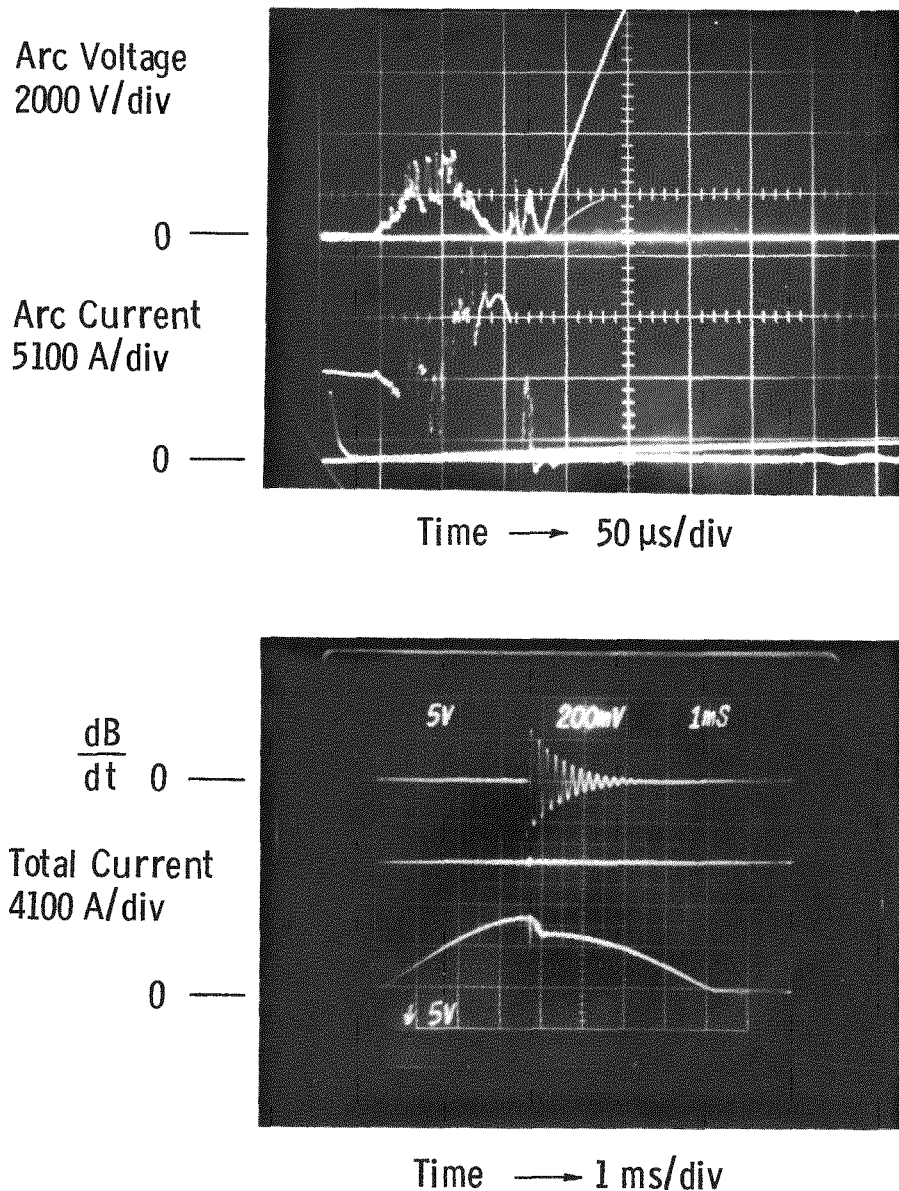 Arc Voltage
2000 V/div
0
Arc Current
5100 A/div
0
Time → 50 µs/div
5V 200mV 1mS
dB
dt 0
Total Current
4100 A/div
0
↓ 5V
Time → 1 ms/div